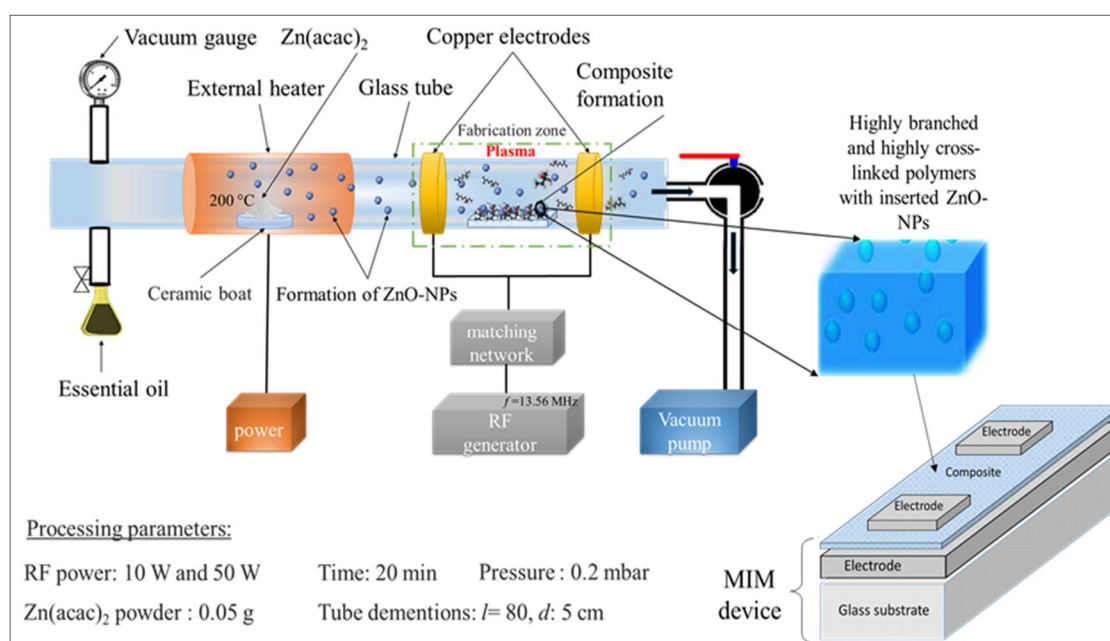 Vacuum gauge
Zn(acac)2
Copper electrodes
External heater
Glass tube
Composite
formation
Fabrication zone
Plasma
200 °C
Highly branched
and highly cross-
linked polymers
with inserted ZnO-
NPs
Ceramic boat
Formation of ZnO-NPs
Essential oil
matching
network
power
f =13.56 MHz
RF
generator
Vacuum
pump
Electrode
Composite
Electrode
Electrode
Glass substrate
MIM
device
Processing parameters:
RF power: 10 W and 50 W
Time: 20 min
Pressure : 0.2 mbar
Zn(acac)2 powder : 0.05 g
Tube dementions: l= 80, d: 5 cm